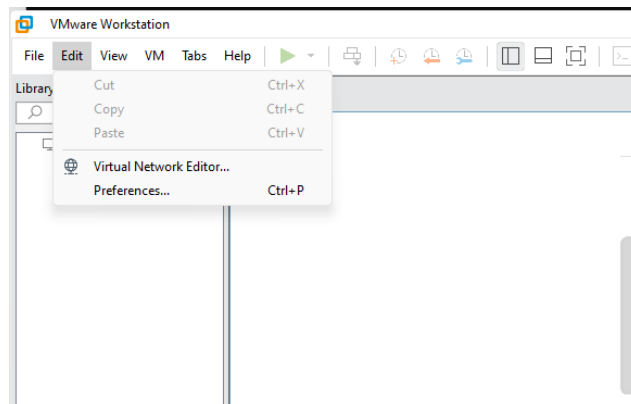 VMware Workstation
File Edit View VM Tabs Help
Library
Cut Ctrl+X
Copy Ctrl+C
Paste Ctrl+V
Virtual Network Editor...
Preferences... Ctrl+P